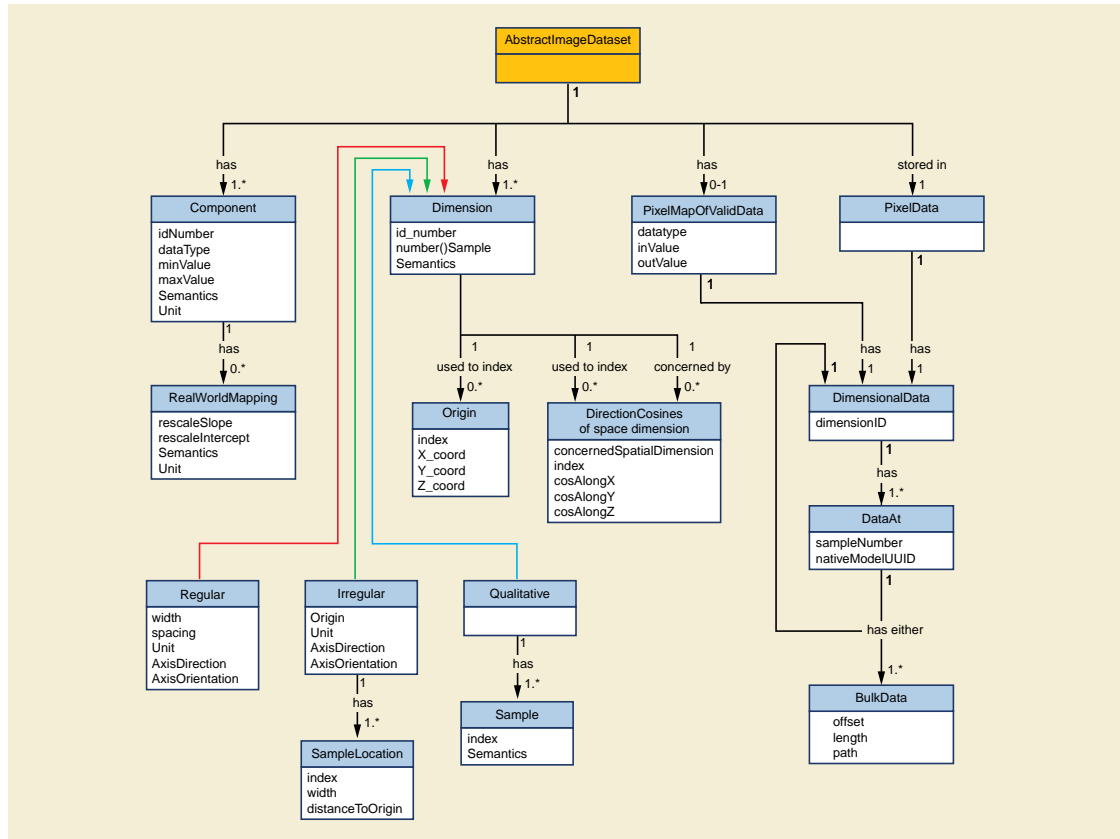 AbstractImageDataset
1
has
1.*
has
1.*
has
0-1
stored in
1
Component
idNumber
dataType
minValue
maxValue
Semantics
Unit
Dimension
id_number
number()Sample
Semantics
PixelMapOfValidData
datatype
inValue
outValue
PixelData
1
has
0.*
1
used to index
0.*
1
used to index
0.*
1
concerned by
0.*
1
has
1
1
has
1
1
RealWorldMapping
rescaleSlope
rescaleIntercept
Semantics
Unit
Origin
index
X_coord
Y_coord
Z_coord
DirectionCosines
of space dimension
concernedSpatialDimension
index
cosAlongX
cosAlongY
cosAlongZ
DimensionalData
dimensionID
1
has
1.*
DataAt
sampleNumber
nativeModelUUID
1
has either
1.*
Regular
width
spacing
Unit
AxisDirection
AxisOrientation
Irregular
Origin
Unit
AxisDirection
AxisOrientation
1
has
1.*
Qualitative
1
has
1.*
Sample
index
Semantics
SampleLocation
index
width
distanceToOrigin
BulkData
offset
length
path